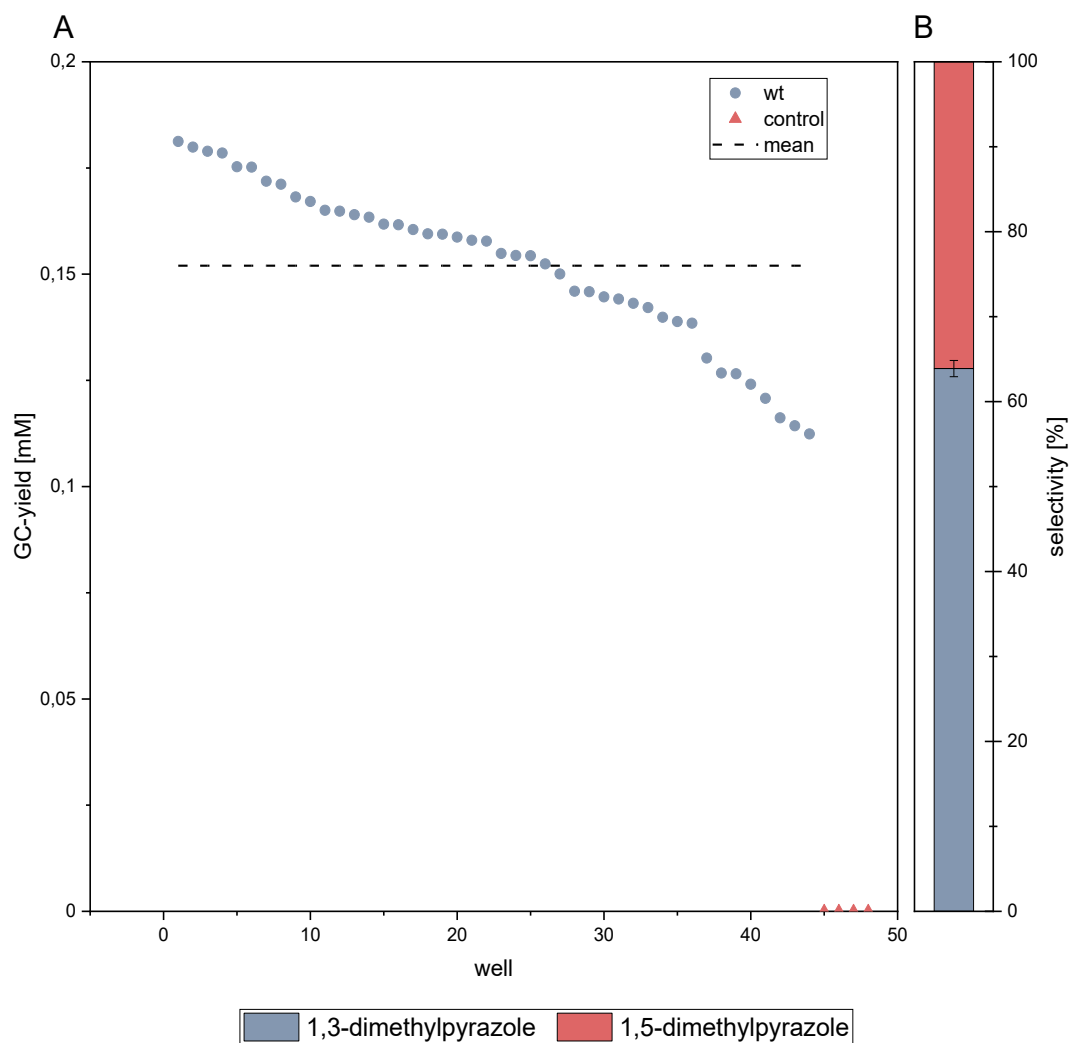 A
B
0,2
0,15
0,1
0,05
0
GC-yield [mM]
0
10
20
30
40
50
well
wt
control
mean
100
80
60
40
20
0
selectivity [%]
1,3-dimethylpyrazole 1,5-dimethylpyrazole